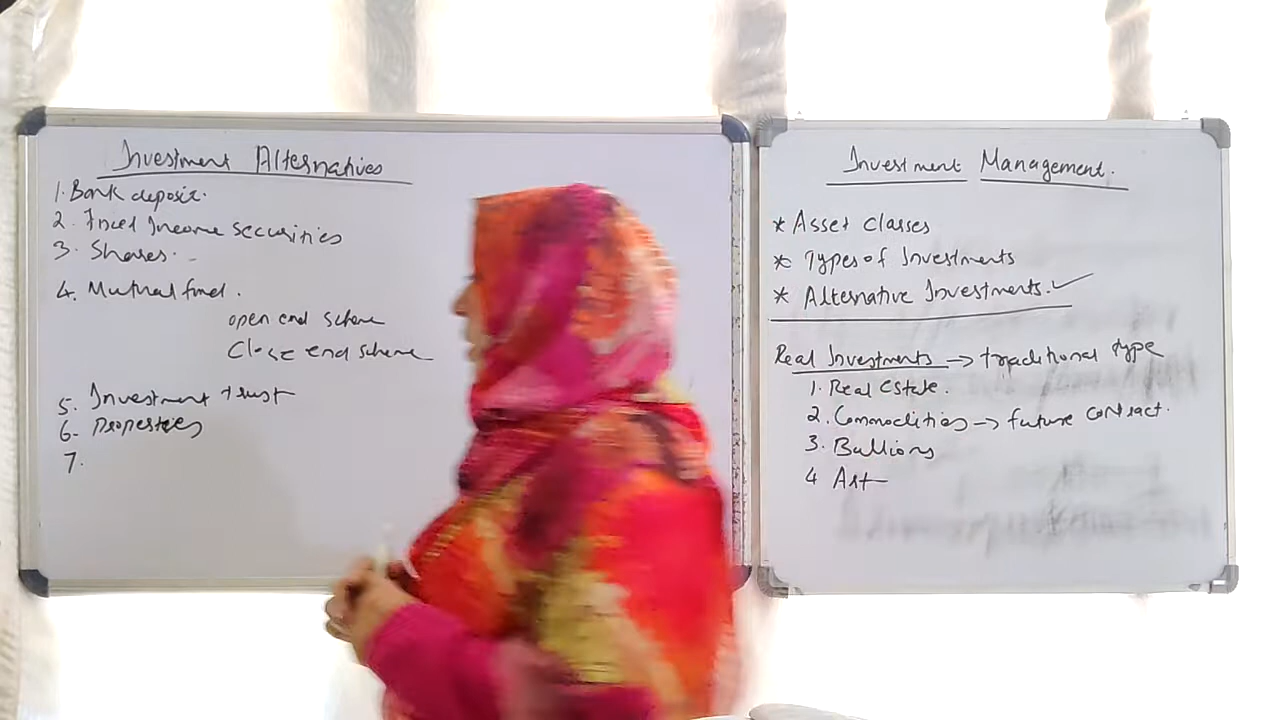 Investment Alternatives
1. Bank deposit.
2. Fixed Income Securities
3. Shares.
4. Mutual fund.
open end scheme
Close end scheme
5. Investment trust
6. Properties
7.
Investment Management.
* Asset Classes
* Types of Investments
* Alternative Investments. ✓
Real Investments → traditional type
1. Real Estate.
2. Commodities → future contract.
3. Bullions
4 Art